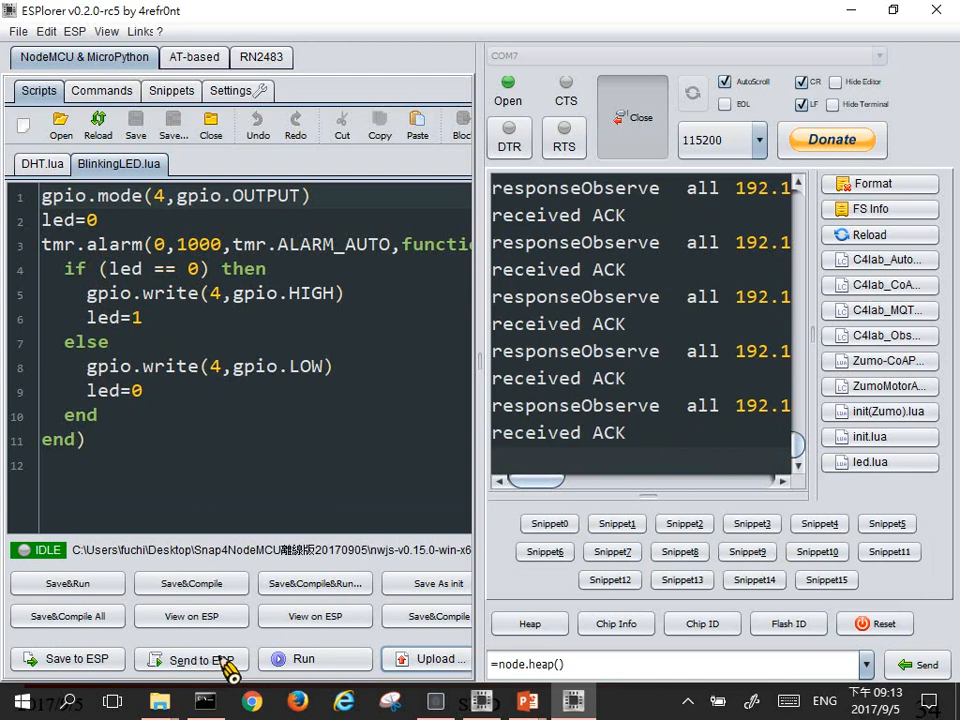 ESPlorer v0.2.0-rc5 by 4refr0nt
File Edit ESP View Links ?
NodeMCU & MicroPython AT-based RN2483
Scripts Commands Snippets Settings
Open Reload Save Save... Close Undo Redo Cut Copy Paste Bloc
DHT.lua BlinkingLED.lua
1 gpio.mode(4,gpio.OUTPUT)
2 led=0
3 tmr.alarm(0,1000,tmr.ALARM_AUTO,functio
4 if (led == 0) then
5 gpio.write(4,gpio.HIGH)
6 led=1
7 else
8 gpio.write(4,gpio.LOW)
9 led=0
10 end
11 end)
12
IDLE C:\Users\fuchi\Desktop\Snap4NodeMCU離線版20170905\nwjs-v0.15.0-win-x6
Save&Run Save&Compile Save&Compile&Run... Save As init
Save&Compile All View on ESP View on ESP Save&Compile
Save to ESP Send to ESP Run Upload ...
COM7
Open CTS Close AutoScroll CR Hide Editor
EOL LF Hide Terminal
DTR RTS 115200 Donate
responseObserve all 192.1
received ACK
responseObserve all 192.1
received ACK
responseObserve all 192.1
received ACK
responseObserve all 192.1
received ACK
responseObserve all 192.1
received ACK
Format
FS Info
Reload
C4lab_Auto...
C4lab_CoA...
C4lab_MQT...
C4lab_Obs...
Zumo-CoAP...
ZumoMotorA...
init(Zumo).lua
init.lua
led.lua
Snippet0 Snippet1 Snippet2 Snippet3 Snippet4 Snippet5
Snippet6 Snippet7 Snippet8 Snippet9 Snippet10 Snippet11
Snippet12 Snippet13 Snippet14 Snippet15
Heap Chip Info Chip ID Flash ID Reset
=node.heap() Send
ENG 下午 09:13
2017/9/5